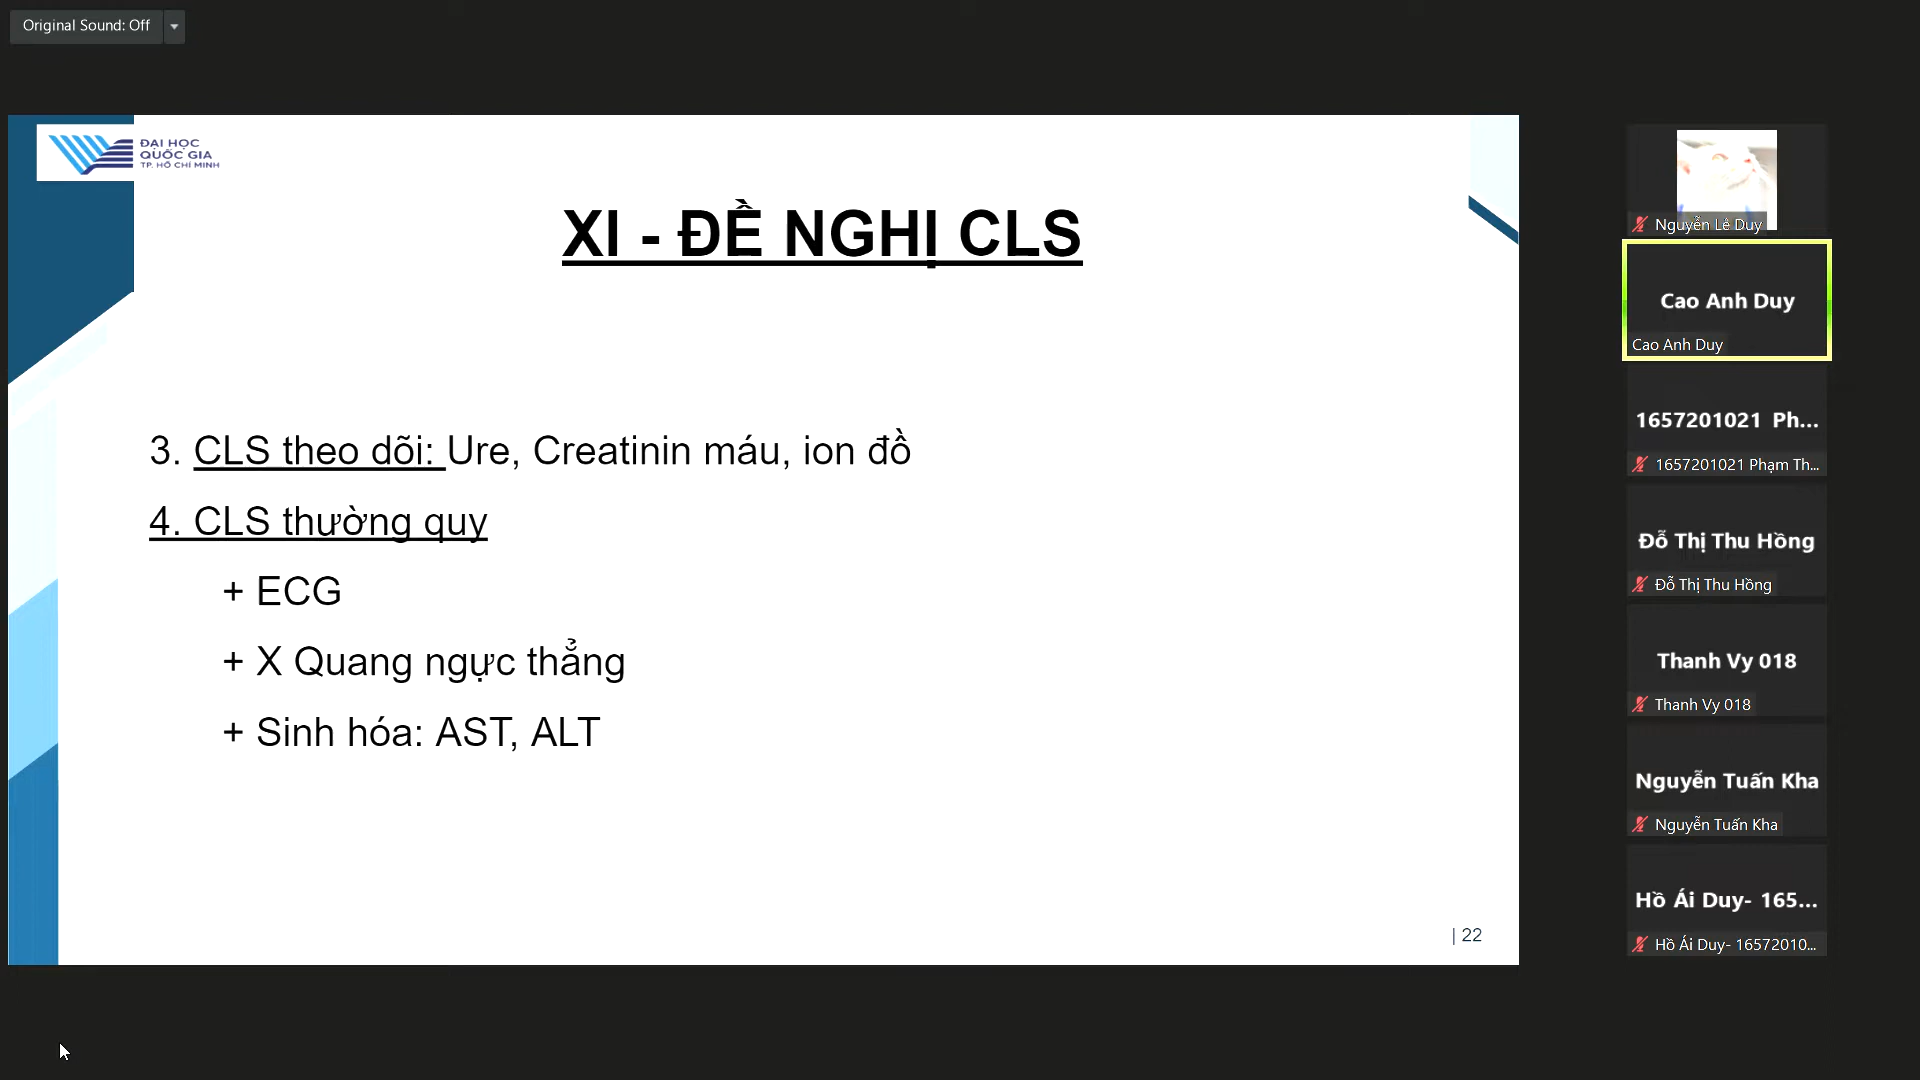 Original Sound: Off
ĐẠI HỌC
QUỐC GIA
TP. HỒ CHÍ MINH
XI - ĐỀ NGHỊ CLS
3. CLS theo dõi: Ure, Creatinin máu, ion đồ
4. CLS thường quy
+ ECG
+ X Quang ngực thẳng
+ Sinh hóa: AST, ALT
| 22
Nguyễn Lê Duy
Cao Anh Duy
Cao Anh Duy
1657201021 Ph...
1657201021 Phạm Th...
Đỗ Thị Thu Hồng
Đỗ Thị Thu Hồng
Thanh Vy 018
Thanh Vy 018
Nguyễn Tuấn Kha
Nguyễn Tuấn Kha
Hồ Ái Duy- 165...
Hồ Ái Duy- 16572010...